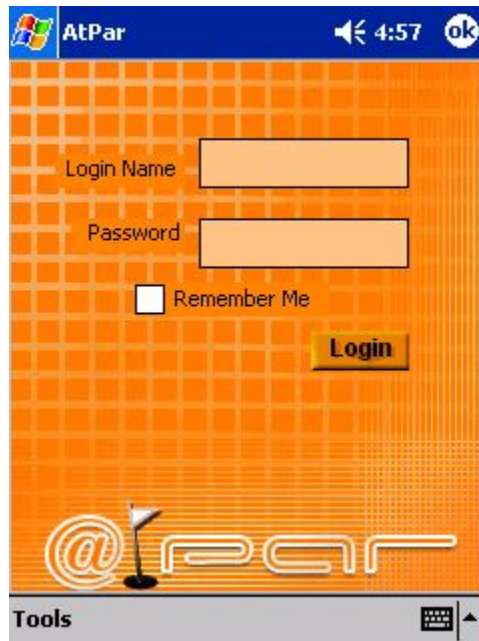 AtPar 4:57 ok
Login Name
Password
Remember Me
Login
@par
Tools